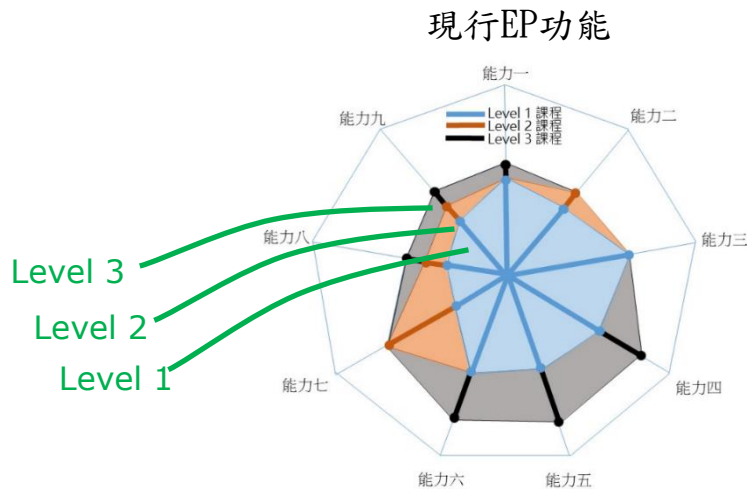 現行EP功能
能力一
Level 1 課程
Level 2 課程
Level 3 課程
能力九
能力二
能力八
能力三
Level 3
Level 2
Level 1
能力七
能力四
能力六
能力五